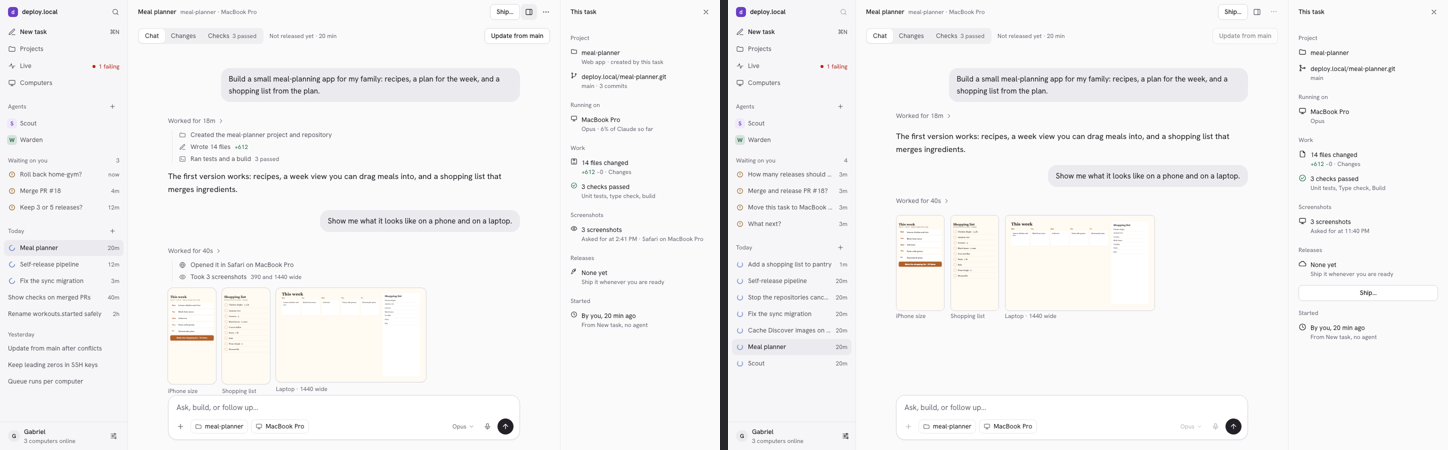 deploy.local
New task ⌘N
Projects
Live 1 failing
Computers
Agents
Scout
Warden
Waiting on you 3
Roll back home-gym? now
Merge PR #18 4m
Keep 3 or 5 releases? 12m
Today
Meal planner 20m
Self-release pipeline 12m
Fix the sync migration 3m
Show checks on merged PRs 40m
Rename workouts.started safely 2h
Yesterday
Update from main after conflicts
Keep leading zeros in SSH keys
Queue runs per computer
G Gabriel
3 computers online
Meal planner meal-planner · MacBook Pro
Ship...
Chat Changes Checks 3 passed Not released yet · 20 min
Update from main
Build a small meal-planning app for my family: recipes, a plan for the week, and a
shopping list from the plan.
Worked for 18m
Created the meal-planner project and repository
Wrote 14 files +612
Ran tests and a build 3 passed
The first version works: recipes, a week view you can drag meals into, and a shopping list that
merges ingredients.
Show me what it looks like on a phone and on a laptop.
Worked for 40s
Opened it in Safari on MacBook Pro
Took 3 screenshots 390 and 1440 wide
This week
Shopping list
This week
Shopping list
iPhone size
Shopping list
Laptop · 1440 wide
Ask, build, or follow up...
meal-planner
MacBook Pro
Opus
This task
Project
meal-planner
Web app · created by this task
deploy.local/meal-planner.git
main · 3 commits
Running on
MacBook Pro
Opus · 6% of Claude so far
Work
14 files changed
+612 −0 · Changes
3 checks passed
Unit tests, type check, build
Screenshots
3 screenshots
Asked for at 2:41 PM · Safari on MacBook Pro
Releases
None yet
Ship it whenever you are ready
Started
By you, 20 min ago
From New task, no agent
deploy.local
New task ⌘N
Projects
Live 1 failing
Computers
Agents
Scout
Warden
Waiting on you 4
How many releases should ... 3m
Merge and release PR #18? 3m
Move this task to MacBook ... 3m
What next? 3m
Today
Add a shopping list to pantry 1m
Self-release pipeline 20m
Stop the repositories canc... 20m
Fix the sync migration 20m
Cache Discover images on ... 20m
Meal planner 20m
Scout 20m
G Gabriel
3 computers online
Meal planner meal-planner · MacBook Pro
Ship...
Chat Changes Checks 3 passed Not released yet · 20 min
Update from main
Build a small meal-planning app for my family: recipes, a plan for the week, and a
shopping list from the plan.
Worked for 18m
The first version works: recipes, a week view you can drag meals into, and a shopping list that
merges ingredients.
Show me what it looks like on a phone and on a laptop.
Worked for 40s
This week
Shopping list
This week
Shopping list
iPhone size
Shopping list
Laptop · 1440 wide
Ask, build, or follow up...
meal-planner
MacBook Pro
Opus
This task
Project
meal-planner
deploy.local/meal-planner.git
main
Running on
MacBook Pro
Opus
Work
14 files changed
+612 −0 · Changes
3 checks passed
Unit tests, Type check, Build
Screenshots
3 screenshots
Asked for at 11:40 PM
Releases
None yet
Ship it whenever you are ready
Ship...
Started
By you, 20 min ago
From New task, no agent